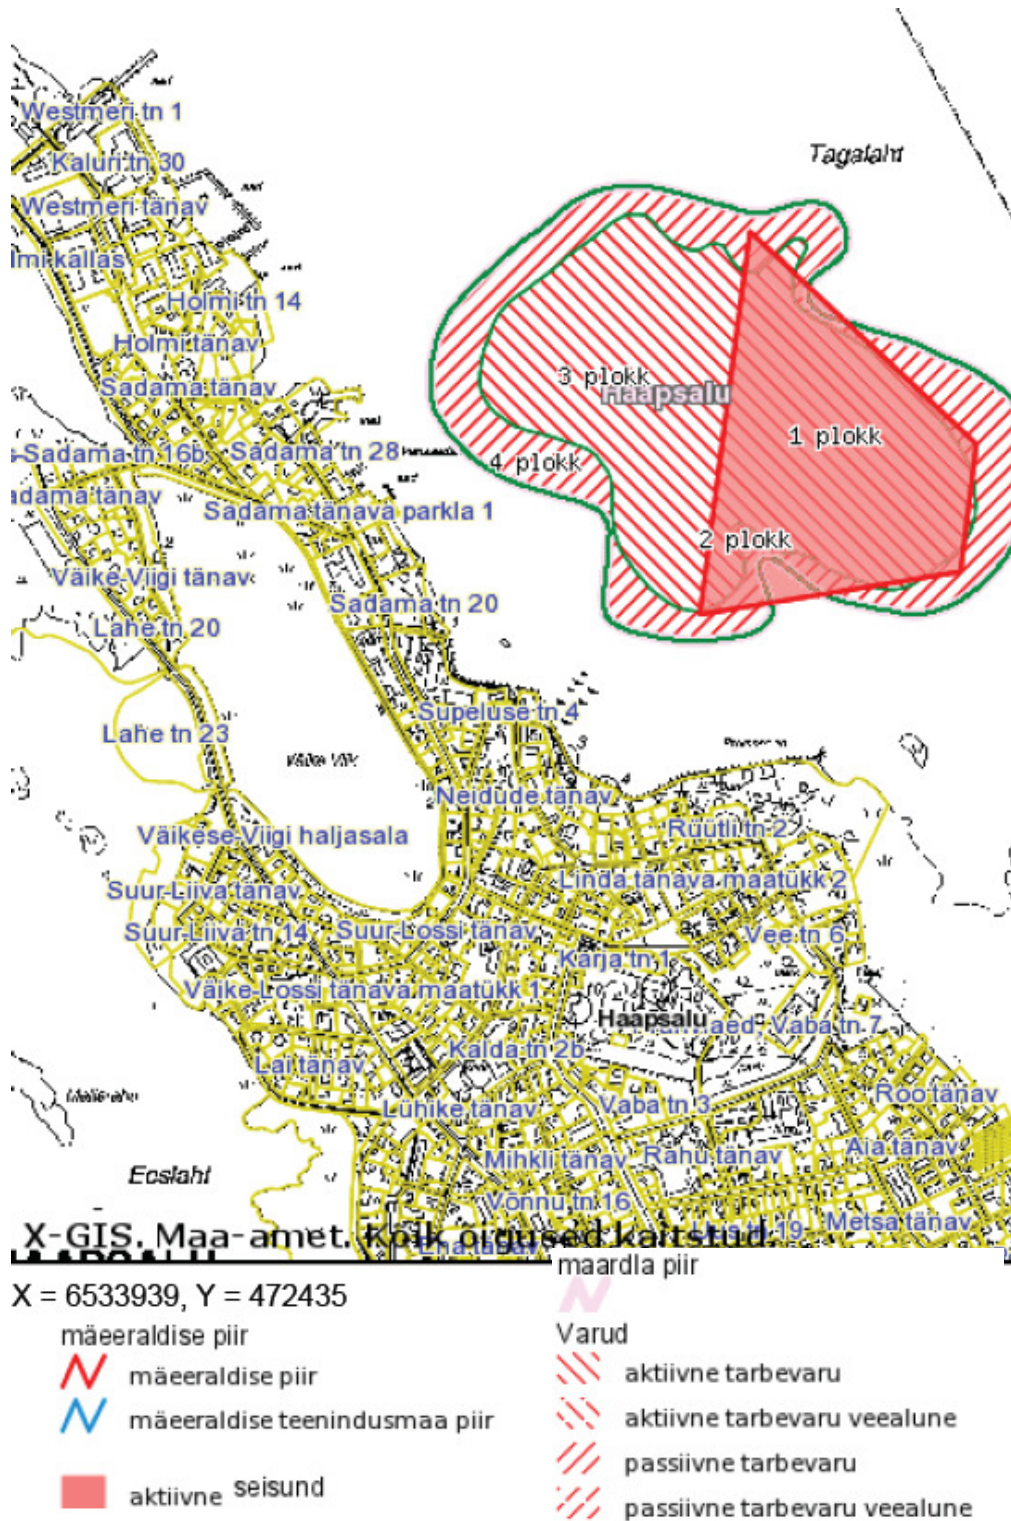 Westmeri tn 1
Tagalaht
Kaluri tn 30
Westmeri tänav
lmi kallas
Holmi tn 14
Holmi tänav
3 plokk
Sadama tänav
Haapsalu
1 plokk
s-Sadama tn 16b
Sadama tn 28
4 plokk
adama tänav
Sadama tänava parkla 1
2 plokk
Väike-Viigi tänav
Sadama tn 20
Lahe tn 20
Supeluse tn 4
Lahe tn 23
Väike Viik
Neidude tänav
Väikese Viigi haljasala
Rüütli tn 2
Suur-Liiva tänav
Linda tänava maatükk 2
Suur-Liiva tn 14
Suur-Lossi tänav
Vee tn 6
Karja tn 1
Väike-Lossi tänava maatükk 1
Haapsalu
aed, Vaba tn 7
Kalda tn 2b
Lai tänav
Roo tänav
Lühike tänav
Vaba tn 3
Aia tänav
Mihkli tänav
Rahu tänav
Eeslaht
Võnnu tn 16
Metsa tänav
X-GIS. Maa-amet. Kõik õigused kaitstud.
HAAPSALU
maardla piir
X = 6533939, Y = 472435
mäeeraldise piir
mäeeraldise piir
mäeeraldise teenindusmaa piir
aktiivne seisund
Varud
aktiivne tarbevaru
aktiivne tarbevaru veealune
passiivne tarbevaru
passiivne tarbevaru veealune